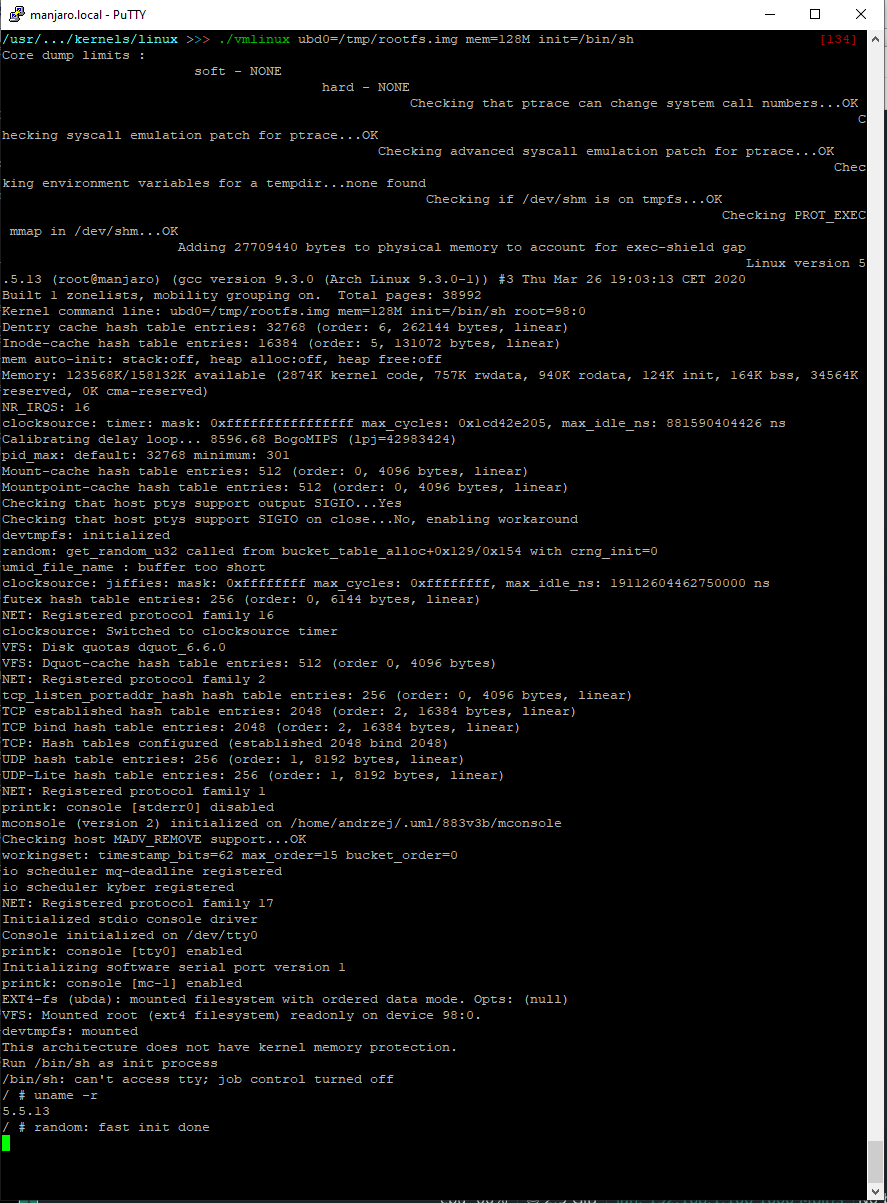 manjaro.local - PuTTY
/usr/.../kernels/linux >>> ./vmlinux ubd0=/tmp/rootfs.img mem=128M init=/bin/sh [134]
Core dump limits :
soft - NONE
hard - NONE
Checking that ptrace can change system call numbers...OK
C
hecking syscall emulation patch for ptrace...OK
Checking advanced syscall emulation patch for ptrace...OK
Chec
king environment variables for a tempdir...none found
Checking if /dev/shm is on tmpfs...OK
Checking PROT_EXEC
mmap in /dev/shm...OK
Adding 27709440 bytes to physical memory to account for exec-shield gap
Linux version 5
.5.13 (root@manjaro) (gcc version 9.3.0 (Arch Linux 9.3.0-1)) #3 Thu Mar 26 19:03:13 CET 2020
Built 1 zonelists, mobility grouping on.  Total pages: 38992
Kernel command line: ubd0=/tmp/rootfs.img mem=128M init=/bin/sh root=98:0
Dentry cache hash table entries: 32768 (order: 6, 262144 bytes, linear)
Inode-cache hash table entries: 16384 (order: 5, 131072 bytes, linear)
mem auto-init: stack:off, heap alloc:off, heap free:off
Memory: 123568K/158132K available (2874K kernel code, 757K rwdata, 940K rodata, 124K init, 164K bss, 34564K
reserved, 0K cma-reserved)
NR_IRQS: 16
clocksource: timer: mask: 0xffffffffffffffff max_cycles: 0x1cd42e205, max_idle_ns: 881590404426 ns
Calibrating delay loop... 8596.68 BogoMIPS (lpj=42983424)
pid_max: default: 32768 minimum: 301
Mount-cache hash table entries: 512 (order: 0, 4096 bytes, linear)
Mountpoint-cache hash table entries: 512 (order: 0, 4096 bytes, linear)
Checking that host ptys support output SIGIO...Yes
Checking that host ptys support SIGIO on close...No, enabling workaround
devtmpfs: initialized
random: get_random_u32 called from bucket_table_alloc+0x129/0x154 with crng_init=0
umid_file_name : buffer too short
clocksource: jiffies: mask: 0xffffffff max_cycles: 0xffffffff, max_idle_ns: 19112604462750000 ns
futex hash table entries: 256 (order: 0, 6144 bytes, linear)
NET: Registered protocol family 16
clocksource: Switched to clocksource timer
VFS: Disk quotas dquot_6.6.0
VFS: Dquot-cache hash table entries: 512 (order 0, 4096 bytes)
NET: Registered protocol family 2
tcp_listen_portaddr_hash hash table entries: 256 (order: 0, 4096 bytes, linear)
TCP established hash table entries: 2048 (order: 2, 16384 bytes, linear)
TCP bind hash table entries: 2048 (order: 2, 16384 bytes, linear)
TCP: Hash tables configured (established 2048 bind 2048)
UDP hash table entries: 256 (order: 1, 8192 bytes, linear)
UDP-Lite hash table entries: 256 (order: 1, 8192 bytes, linear)
NET: Registered protocol family 1
printk: console [stderr0] disabled
mconsole (version 2) initialized on /home/andrzej/.uml/883v3b/mconsole
Checking host MADV_REMOVE support...OK
workingset: timestamp_bits=62 max_order=15 bucket_order=0
io scheduler mq-deadline registered
io scheduler kyber registered
NET: Registered protocol family 17
Initialized stdio console driver
Console initialized on /dev/tty0
printk: console [tty0] enabled
Initializing software serial port version 1
printk: console [mc-1] enabled
EXT4-fs (ubda): mounted filesystem with ordered data mode. Opts: (null)
VFS: Mounted root (ext4 filesystem) readonly on device 98:0.
devtmpfs: mounted
This architecture does not have kernel memory protection.
Run /bin/sh as init process
/bin/sh: can't access tty; job control turned off
/ # uname -r
5.5.13
/ # random: fast init done